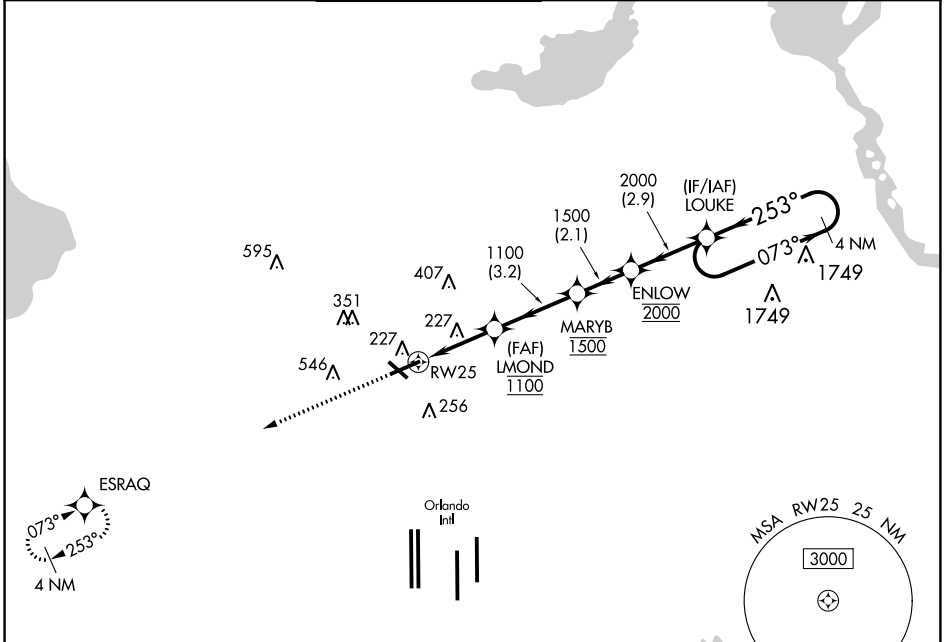 2000
(2.9)
(IF/IAF)
LOUKE
253°
073°
4 NM
1749
1749
1500
(2.1)
1100
(3.2)
595
407
ENLOW
2000
MARYB
1500
351
227
227
(FAF)
LMOND
1100
RW25
546
256
ESRAQ
073°
253°
4 NM
Orlando
Intl
MSA RW25 25 NM
3000